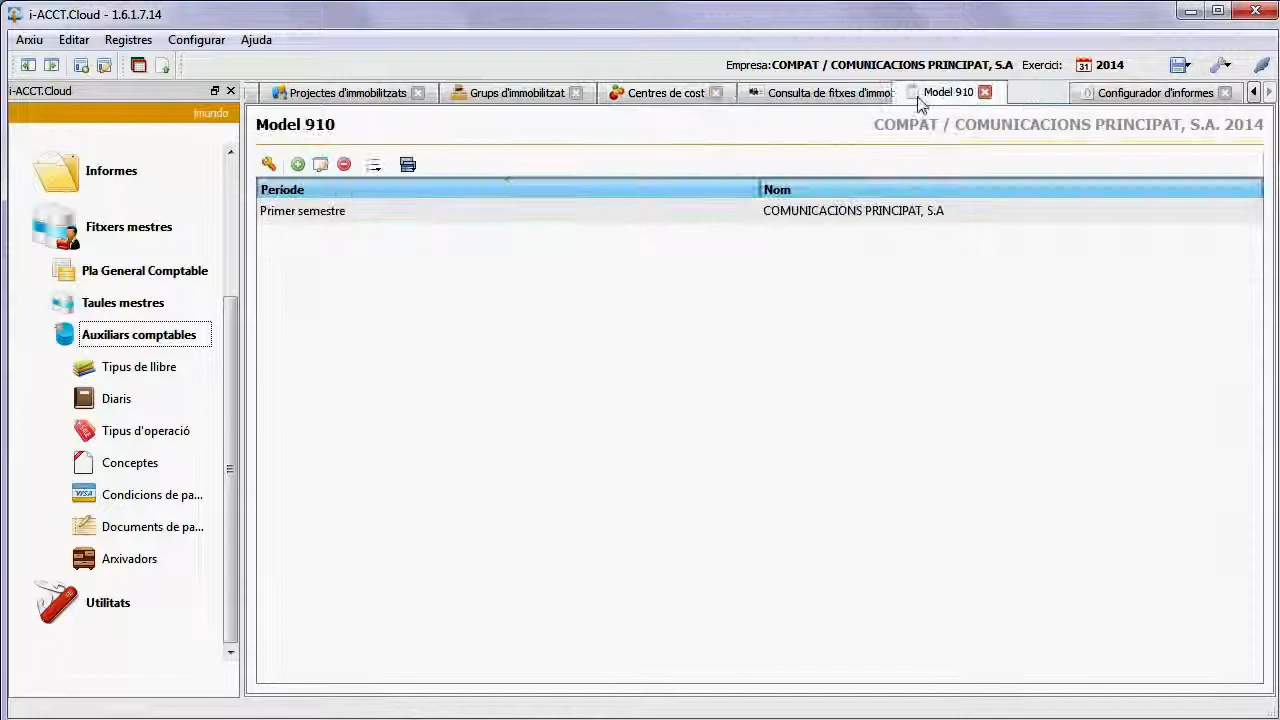 i-ACCT.Cloud - 1.6.1.7.14
Arxiu Editar Registres Configurar Ajuda
Empresa: COMPAT / COMUNICACIONS PRINCIPAT, S.A Exercici: 31 2014
i-ACCT.Cloud
Projectes d'immobilitzats Grups d'immobilitzat Centres de cost Consulta de fitxes d'immo Model 910 Configurador d'informes
jmundo
Model 910 COMPAT / COMUNICACIONS PRINCIPAT, S.A. 2014
Informes
Fitxers mestres
Pla General Comptable
Taules mestres
Auxiliars comptables
Tipus de llibre
Diaris
Tipus d'operació
Conceptes
VISA Condicions de pa...
Documents de pa...
Arxivadors
Utilitats
Període Nom
Primer semestre COMUNICACIONS PRINCIPAT, S.A